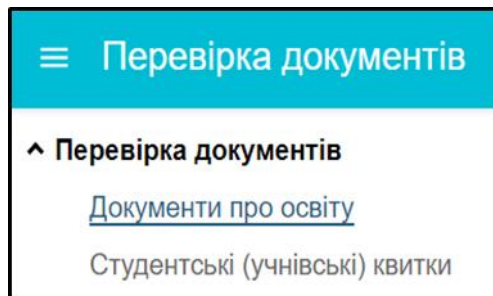 Перевірка документів
Перевірка документів
Документи про освіту
Студентські (учнівські) квитки